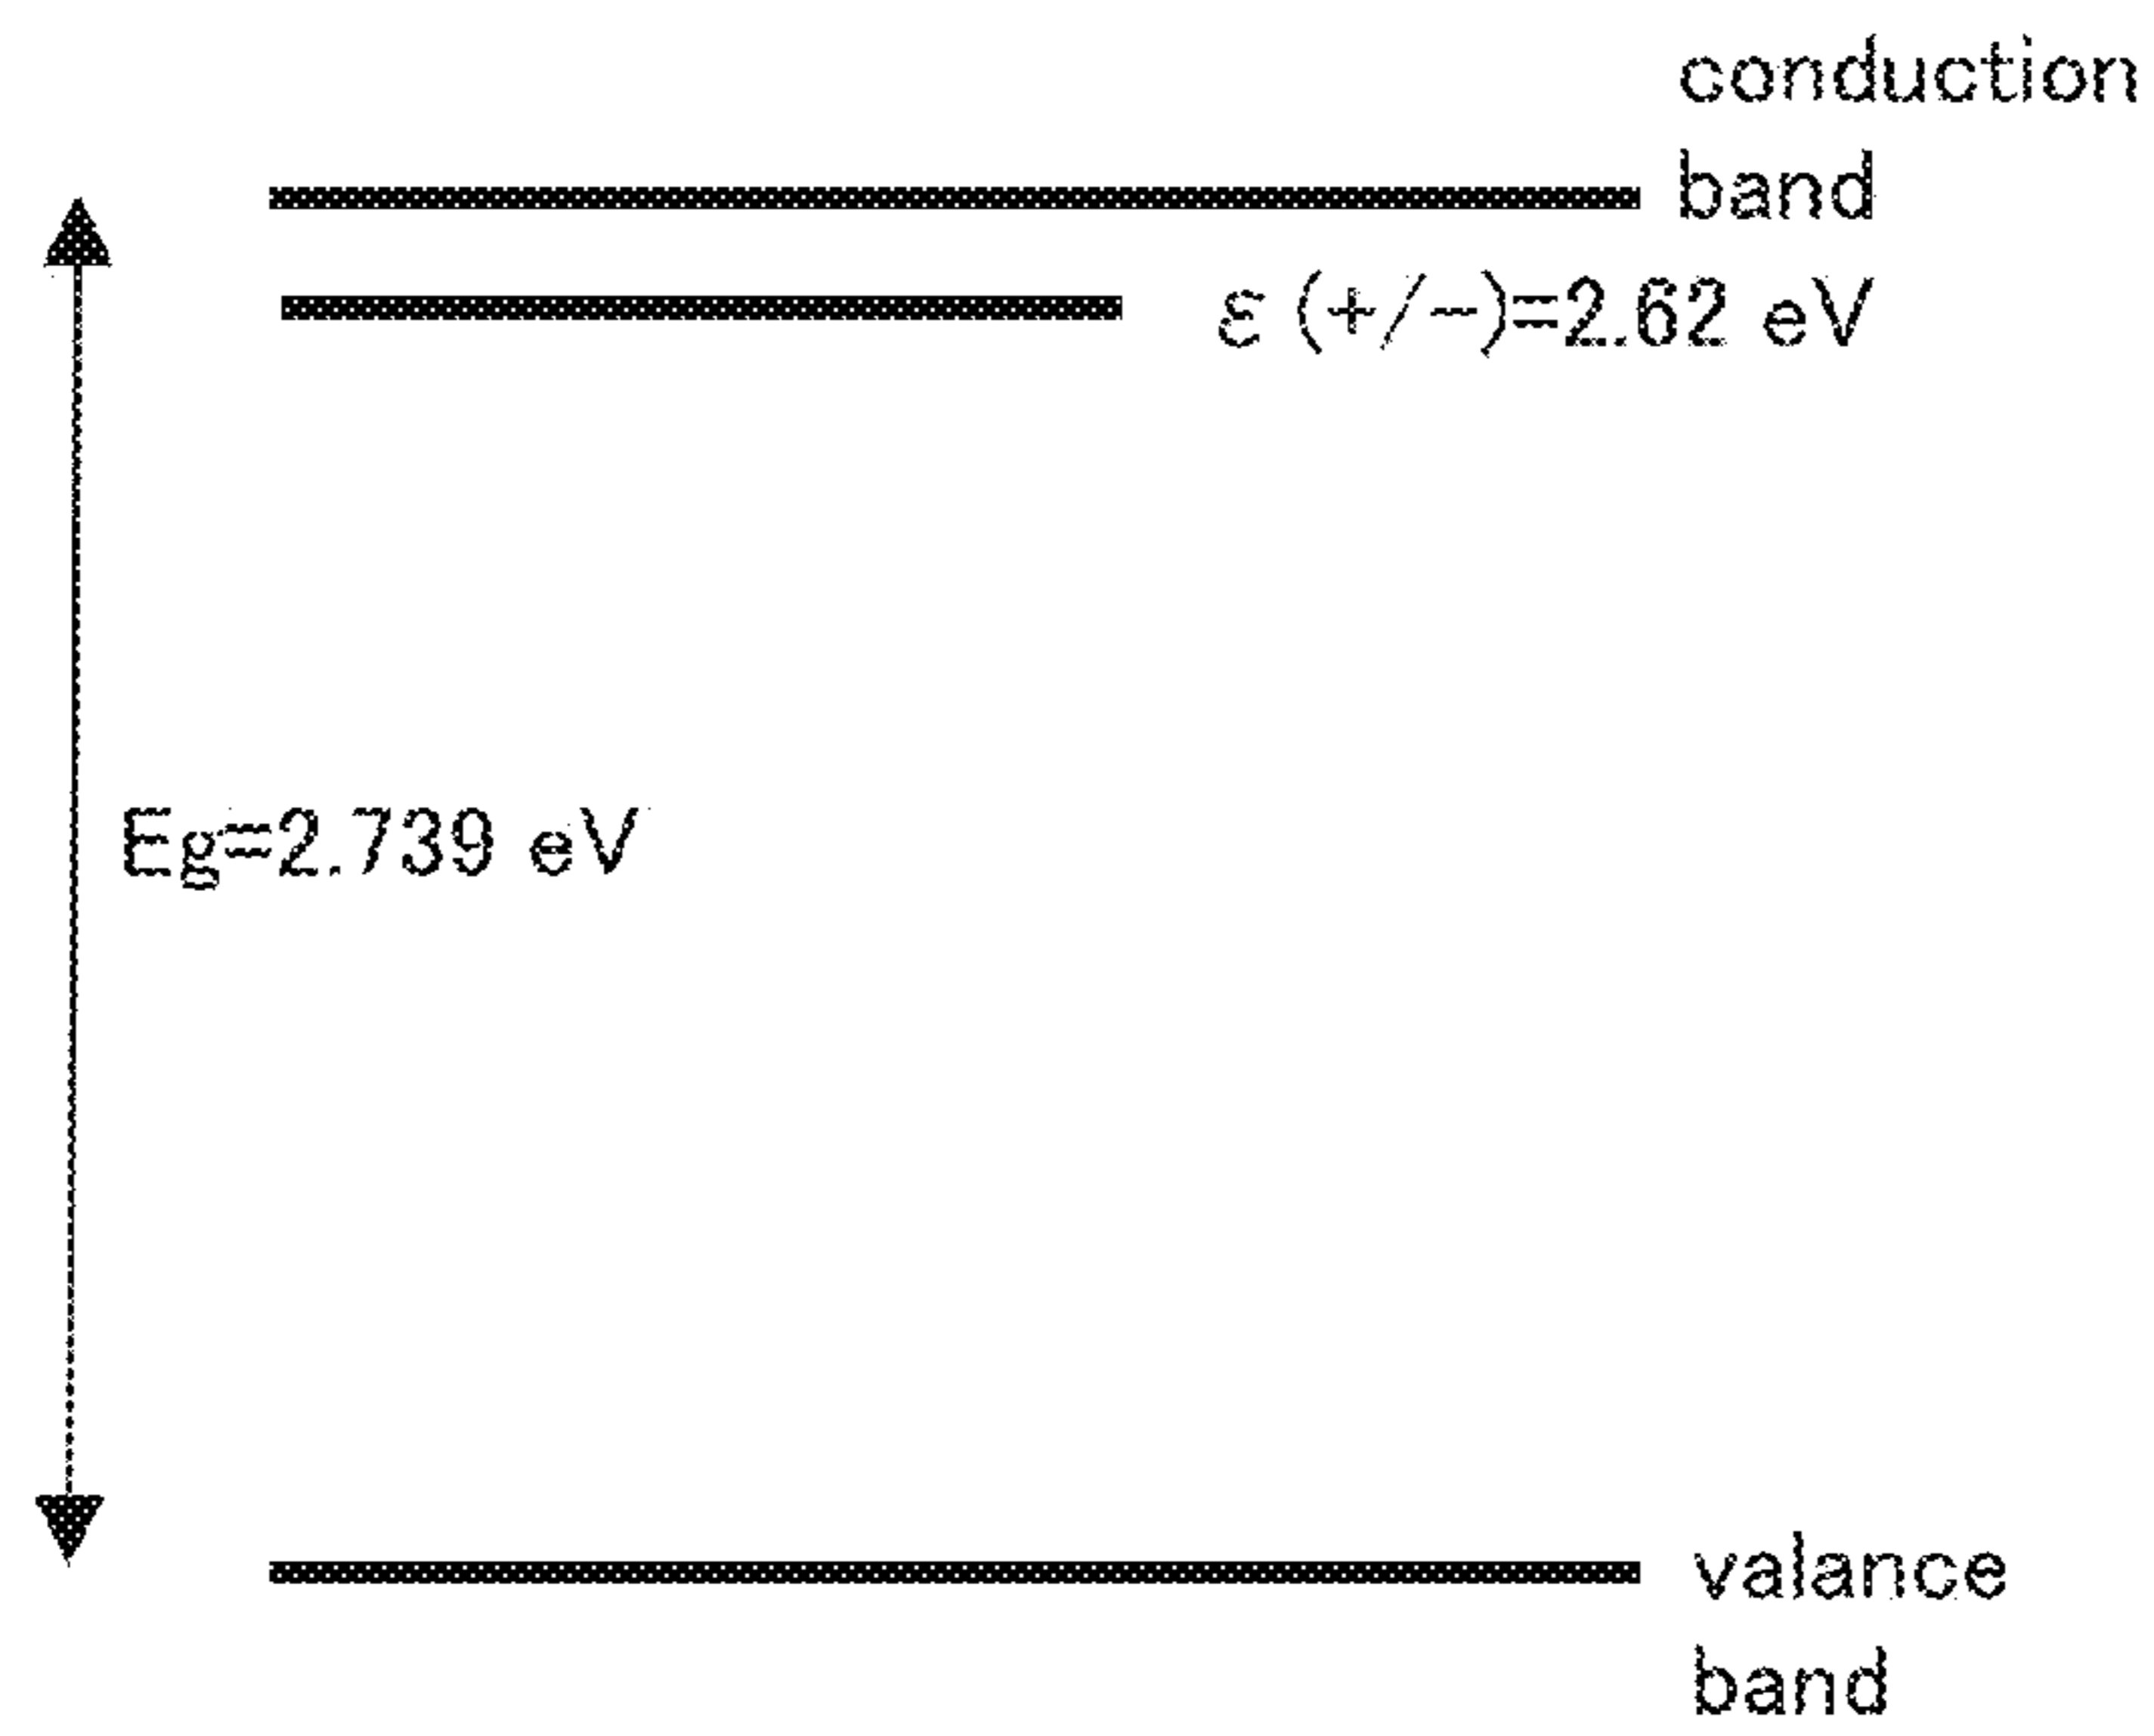 conduction
band
ε (+/-)=2.62 eV
Eg=2.739 eV
valance
band